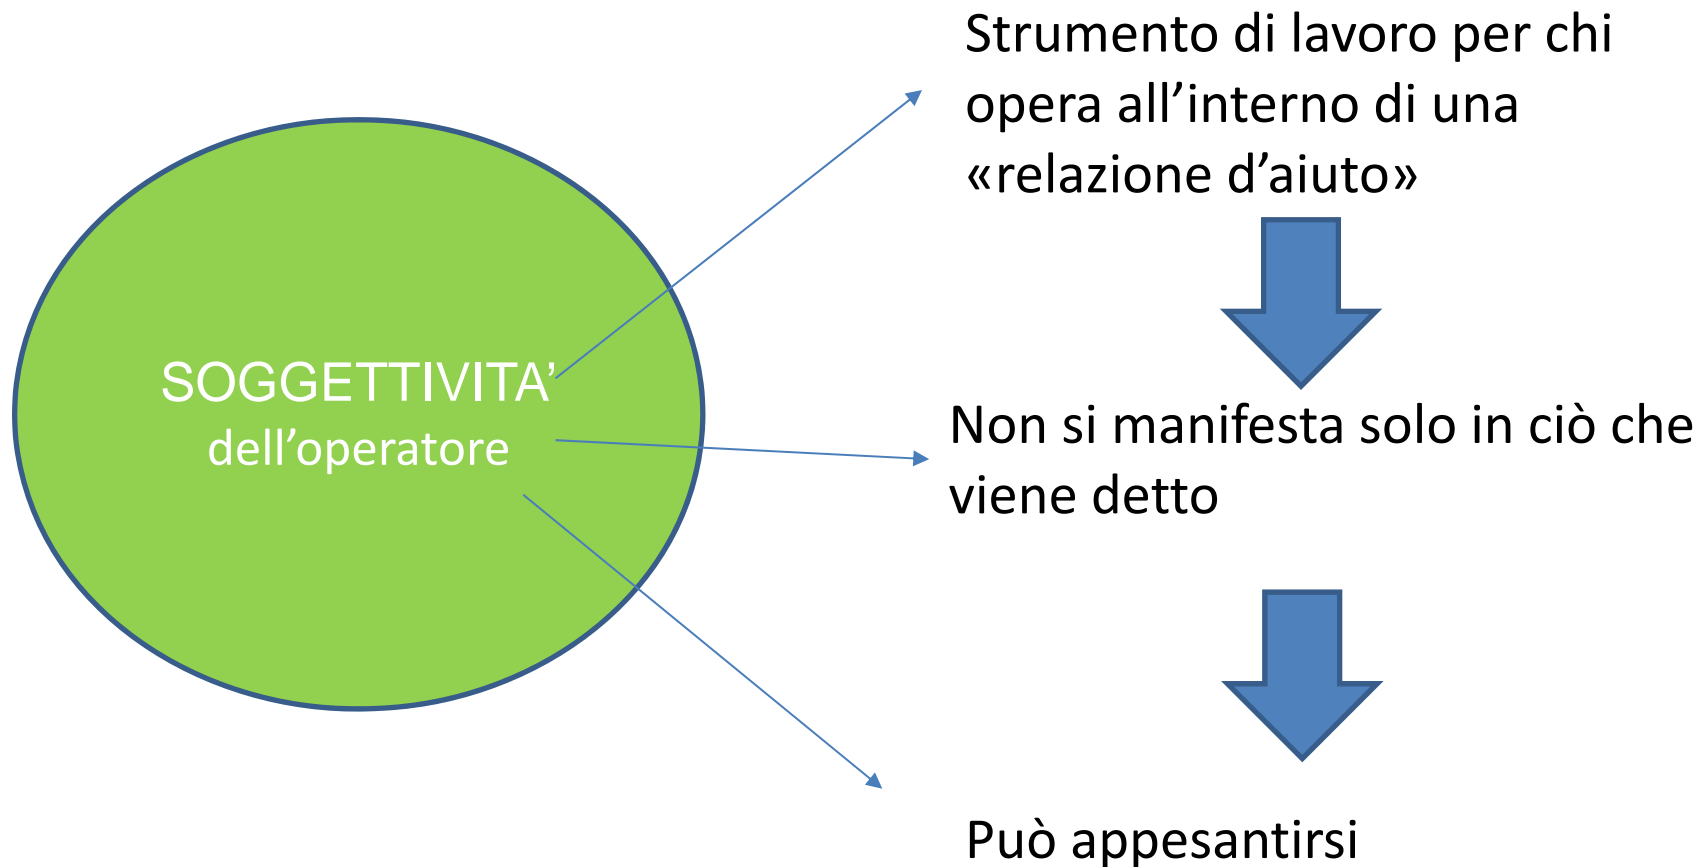 SOGGETTIVITA’
dell’operatore
Strumento di lavoro per chi
opera all’interno di una
«relazione d’aiuto»
Non si manifesta solo in ciò che
viene detto
Può appesantirsi